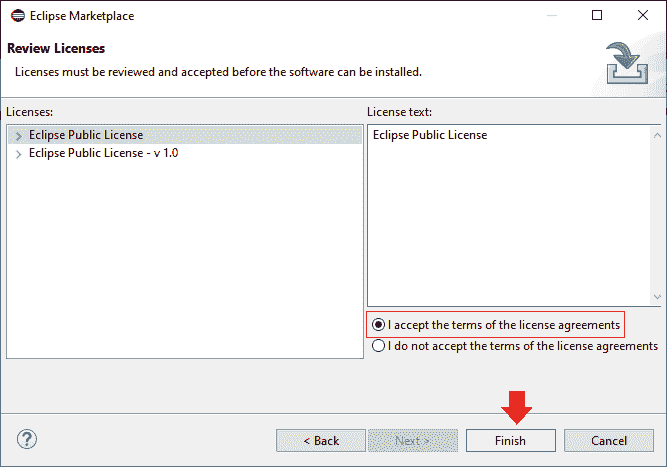 Eclipse Marketplace
Review Licenses
Licenses must be reviewed and accepted before the software can be installed.
Licenses:
Eclipse Public License
Eclipse Public License - v 1.0
License text:
Eclipse Public License
I accept the terms of the license agreements
I do not accept the terms of the license agreements
?
< Back
Next >
Finish
Cancel